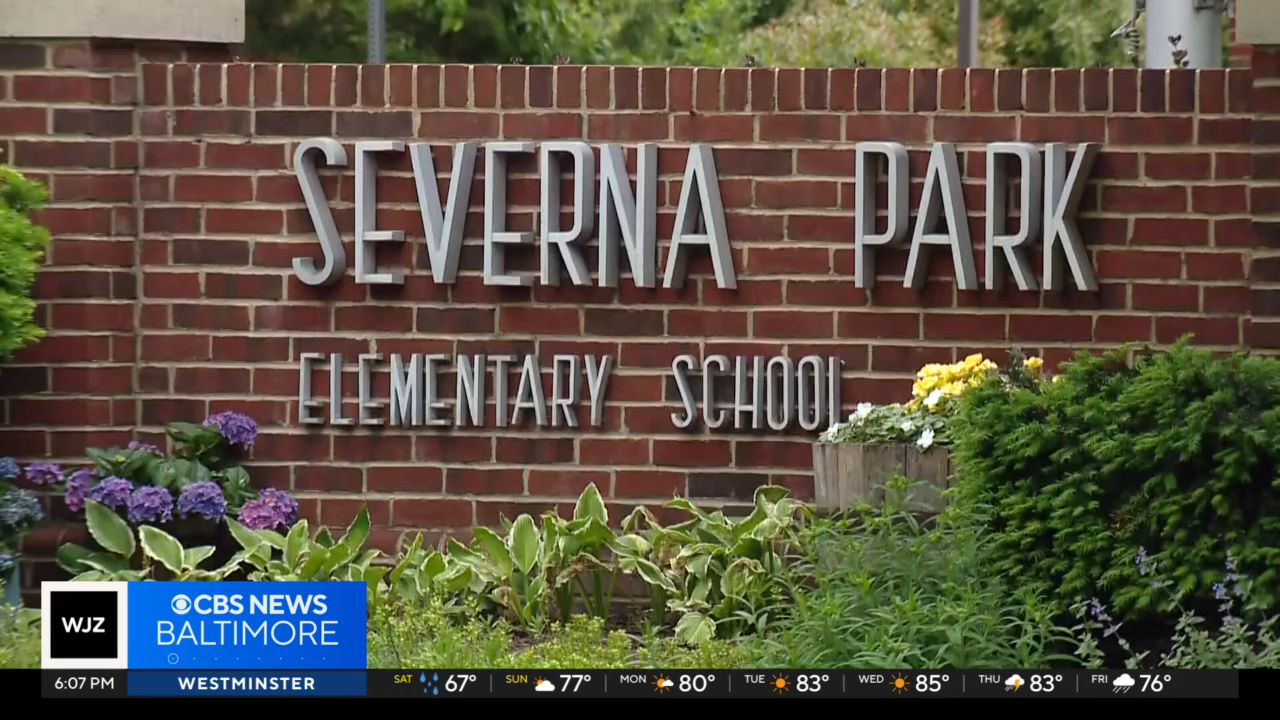 SEVERNA PARK
ELEMENTARY SCHOOL
WJZ
CBS NEWS
BALTIMORE
6:07 PM
WESTMINSTER
SAT 67° SUN 77° MON 80° TUE 83° WED 85° THU 83° FRI 76°